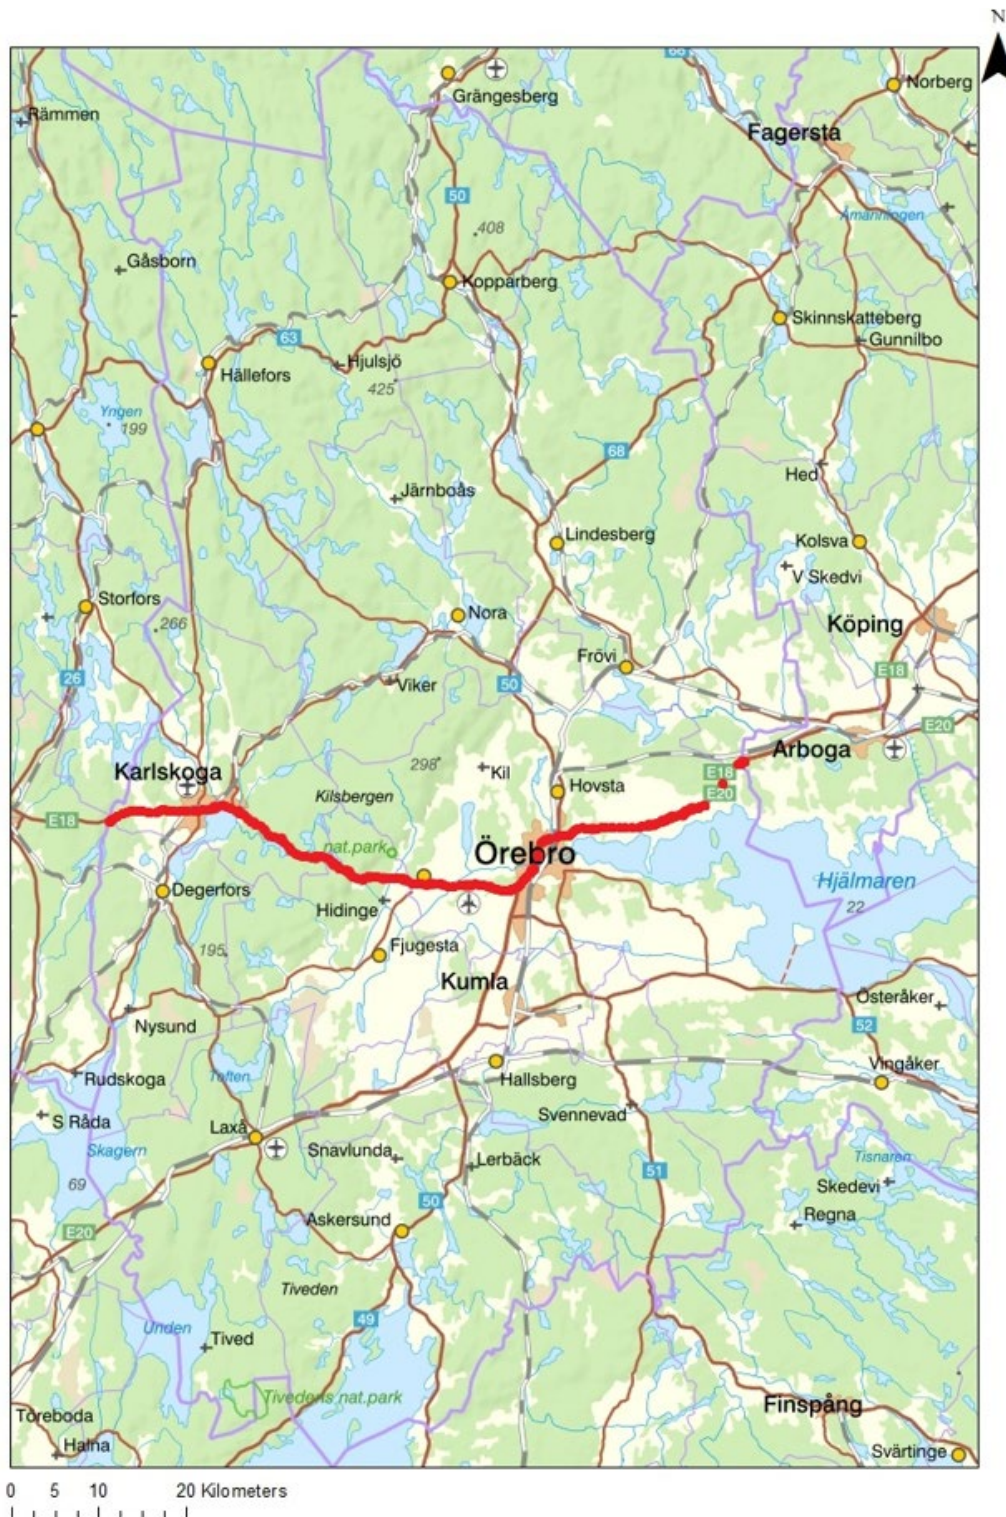 N
68
Grängesberg
Norberg
Rämmen
Fagersta
50
Åmänningen
408
Gåsborn
Kopparberg
Skinnskatteberg
63
Gunnilbo
Hjulsjö
Hällefors
425
Yngen
199
68
Hed
Järnboås
Lindesberg
Kolsva
V Skedvi
Storfors
Nora
266
Köping
Frövi
26
Viker
50
E18
E20
Arboga
298
Kil
Karlskoga
E18
Hovsta
E20
Kilsbergen
E18
nat.park
Örebro
Hjälmaren
Degerfors
22
Hidinge
195
Fjugesta
Kumla
Österåker
Nysund
52
Vingåker
Toften
Rudskoga
Hallsberg
S Råda
Svennevad
Laxå
Skagern
Snavlunda
Lerbäck
Tisnaren
51
69
Skedevi
50
Regna
Askersund
E20
Tiveden
49
Unden
Tived
Tivedens nat.park
Finspång
Töreboda
Halna
Svärtinge
0 5 10 20 Kilometers